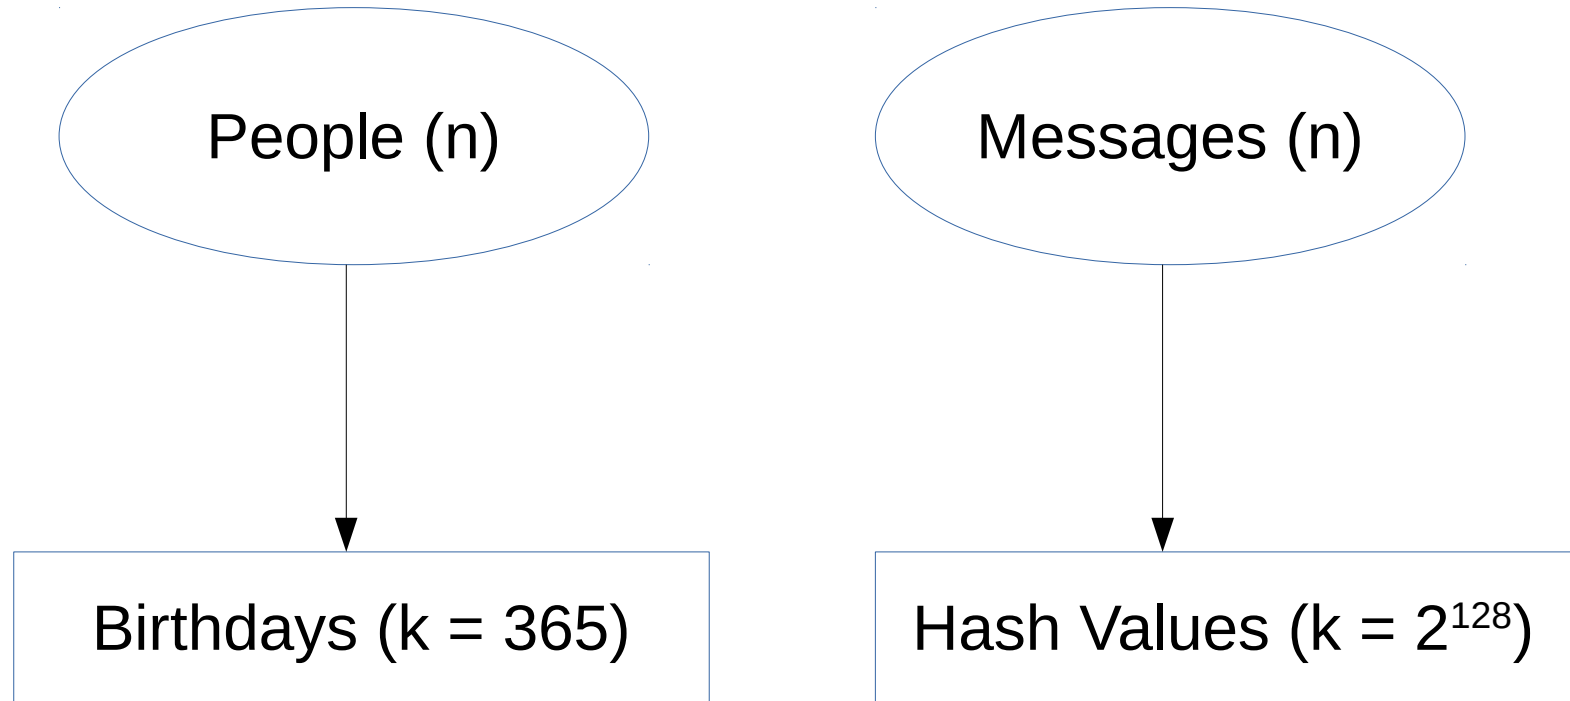 People (n)
Messages (n)
Birthdays (k = 365)
Hash Values (k = 2¹²⁸)